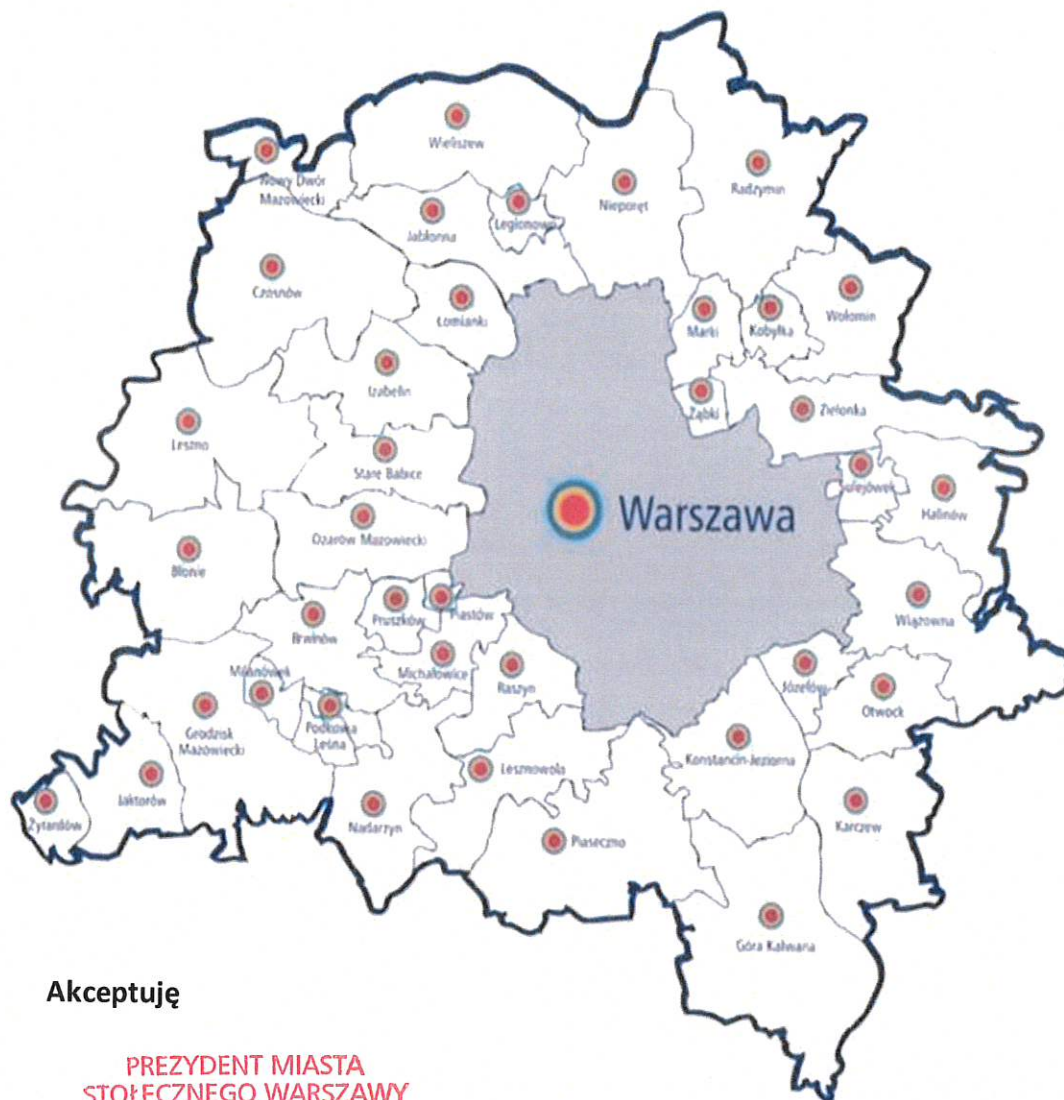 Wieliszew
Nowy Dwór
Mazowiecki
Radzymin
Nieporęt
Legionowo
Jabłonna
Czosnów
Łomianki
Marki
Kobyłka
Wołomin
Izabelin
Ząbki
Zielonka
Leszno
Stare Babice
Sulejówek
Halinów
Warszawa
Ożarów Mazowiecki
Błonie
Brwinów
Pruszków
Piastów
Wiązowna
Michałowice
Raszyn
Józefów
Otwock
Milanówek
Grodzisk
Mazowiecki
Podkowa
Leśna
Konstancin-Jeziorna
Lesznowola
Jaktorów
Żyrardów
Nadarzyn
Piaseczno
Karczew
Góra Kalwaria
Akceptuję
PREZYDENT MIASTA
STOŁECZNEGO WARSZAWY